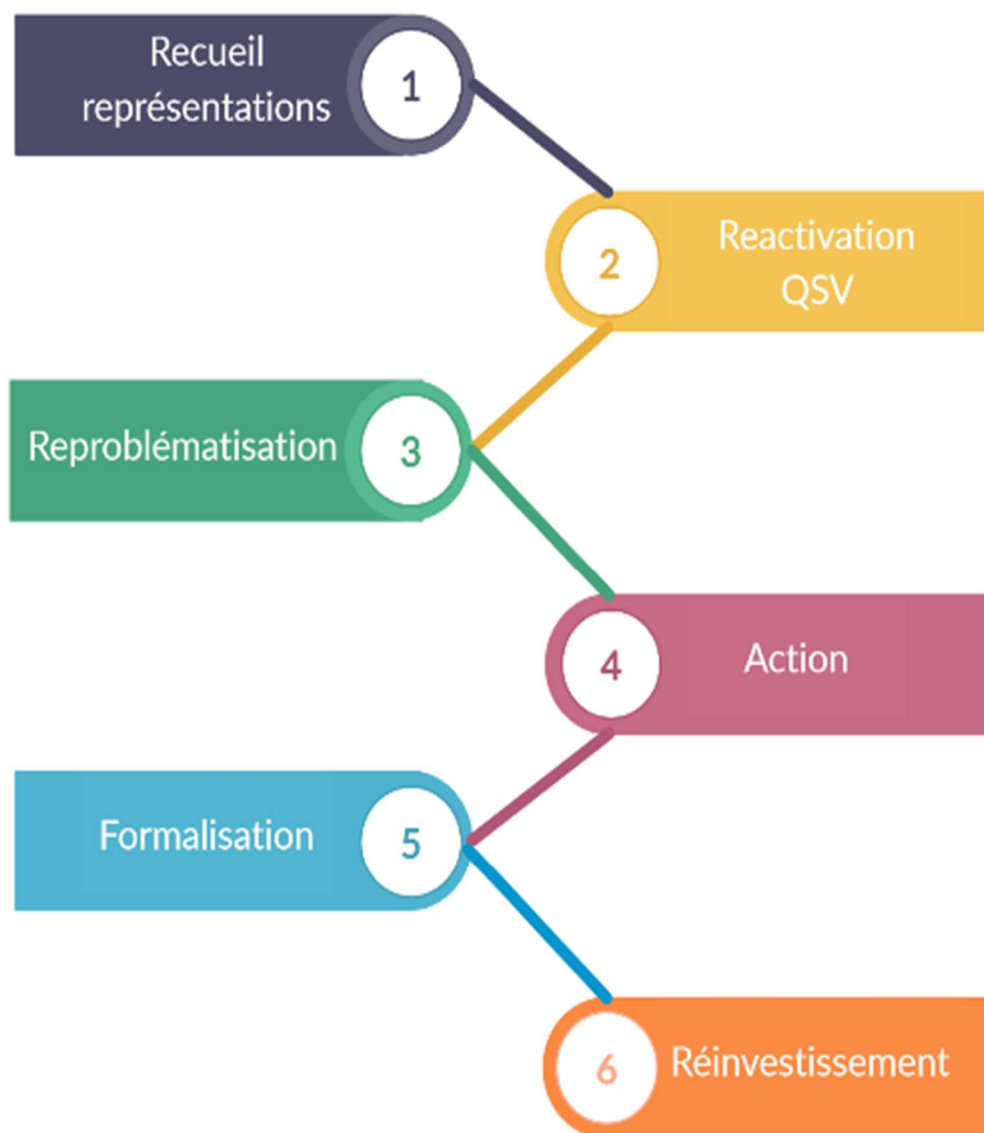 Recueil
représentations
1
2
Reactivation
QSV
Reproblématisation
3
4
Action
Formalisation
5
6
Réinvestissement